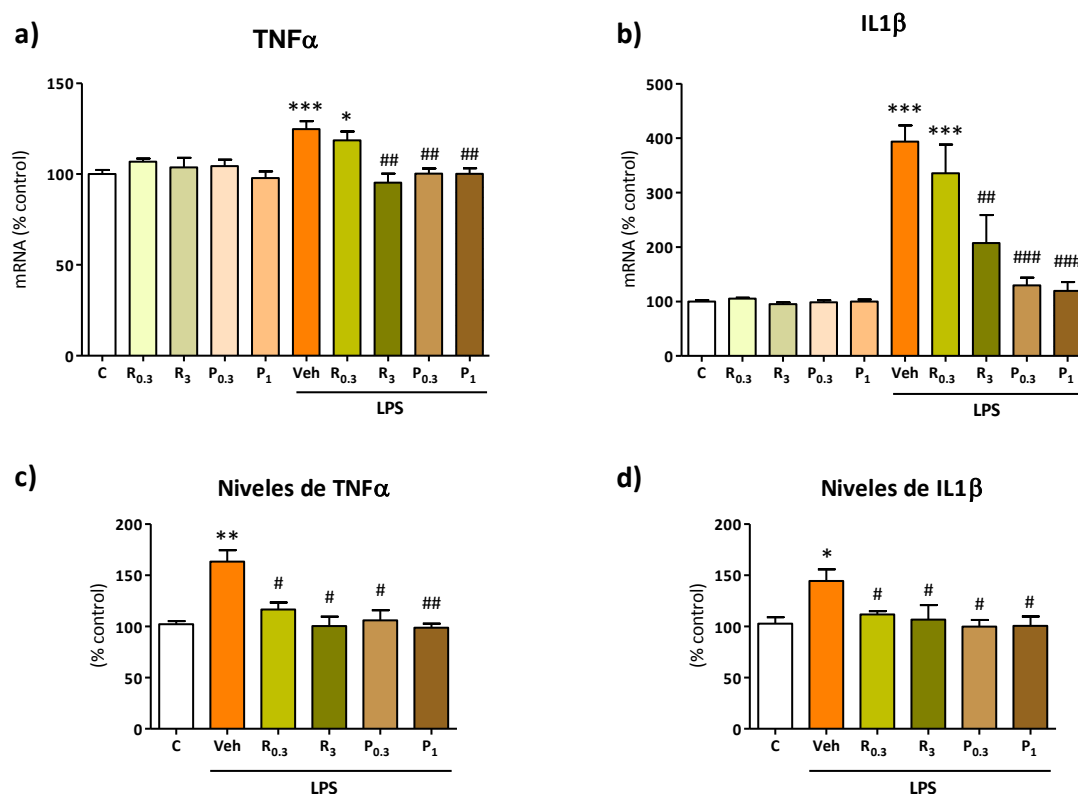 a)
TNFα
mRNA (% control)
150
100
50
0
***
*
##
##
##
C R0.3 R3 P0.3 P1 Veh R0.3 R3 P0.3 P1
LPS
b)
IL1β
mRNA (% control)
500
400
300
200
100
0
***
***
##
###
###
C R0.3 R3 P0.3 P1 Veh R0.3 R3 P0.3 P1
LPS
c)
Niveles de TNFα
(% control)
200
150
100
50
0
**
#
#
#
##
C Veh R0.3 R3 P0.3 P1
LPS
d)
Niveles de IL1β
(% control)
200
150
100
50
0
*
#
#
#
#
C Veh R0.3 R3 P0.3 P1
LPS